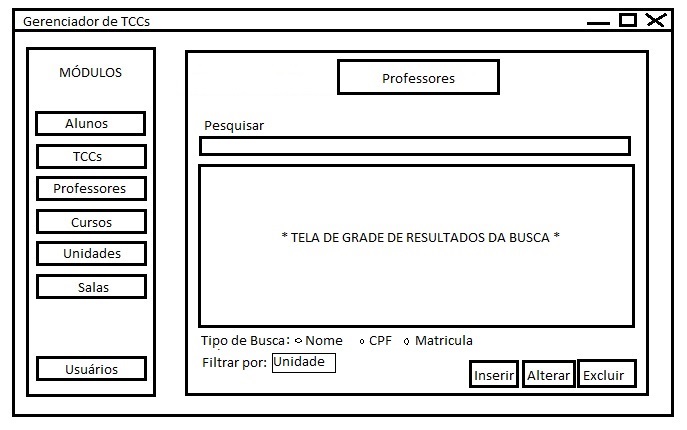 Gerenciador de TCCs
MÓDULOS
Alunos
TCCs
Professores
Cursos
Unidades
Salas
Usuários
Professores
Pesquisar
* TELA DE GRADE DE RESULTADOS DA BUSCA *
Tipo de Busca: Nome CPF Matricula
Filtrar por: Unidade
Inserir Alterar Excluir